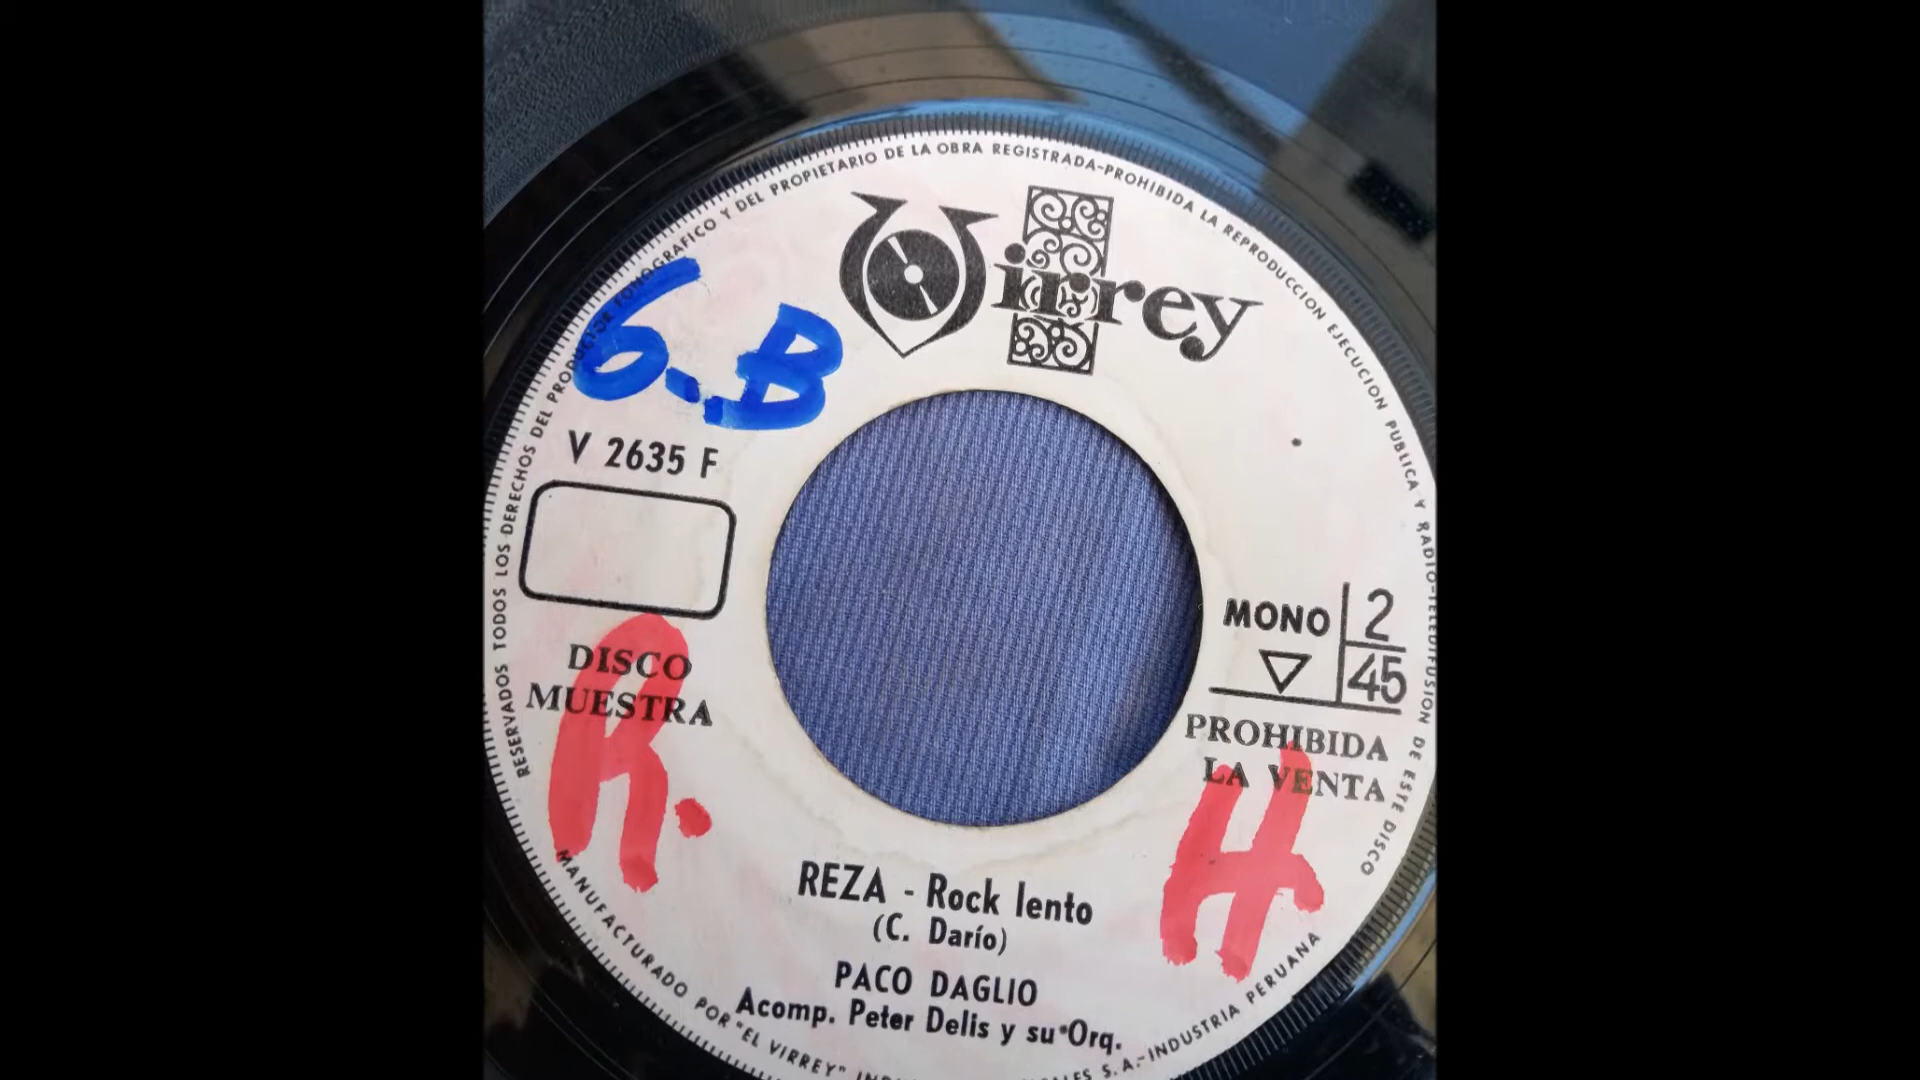 RESERVADOS TODOS LOS DERECHOS DEL PRODUCTOR FONOGRAFICO Y DEL PROPIETARIO DE LA OBRA REGISTRADA-PROHIBIDA LA REPRODUCCION EJECUCION PUBLICA Y RADIO-TELEDIFUSION DE ESTE DISCO
Virrey
G.B
V 2635 F
MONO 2
45
DISCO
MUESTRA
PROHIBIDA
LA VENTA
R. H
REZA - Rock lento
(C. Darío)
PACO DAGLIO
Acomp. Peter Delis y su Orq.
MANUFACTURADO POR "EL VIRREY" S. A.-INDUSTRIA PERUANA